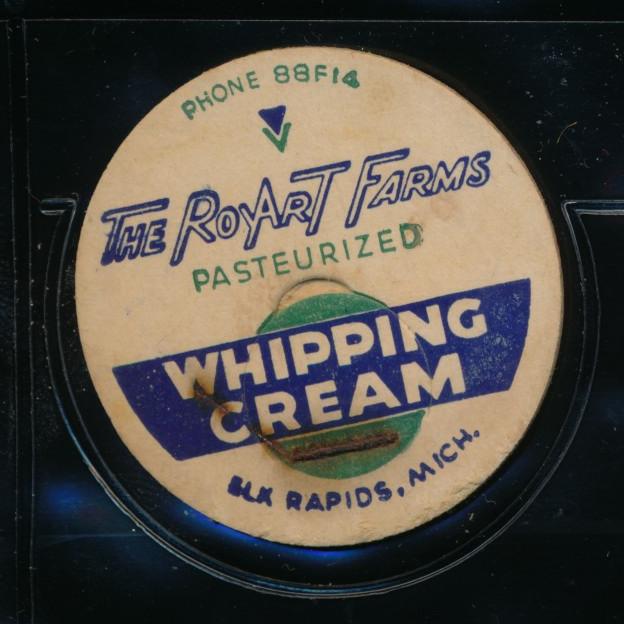 PHONE 88F14
THE ROYART FARMS
PASTEURIZED
WHIPPING
CREAM
ELK RAPIDS, MICH.